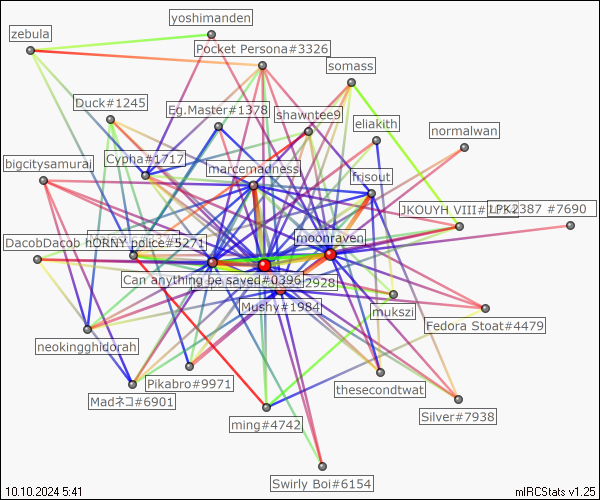 yoshimanden
zebula
Pocket Persona#3326
somass
Duck#1245
Eg.Master#1378
shawntee9
eliakith
normalwan
bigcitysamurai
Cypha#1717
marcemadness
frisout
JKOUYH VIII#
LPK2387 #7690
DacobDacob
hORNY police#5271
moonraven
Can anything be sayed#0396
2928
Mushy#1984
mukszi
Fedora Stoat#4479
neokingghidorah
Pikabro#9971
thesecondtwat
Madネコ#6901
ming#4742
Silver#7938
Swirly Boi#6154
10.10.2024 5:41
mIRCStats v1.25